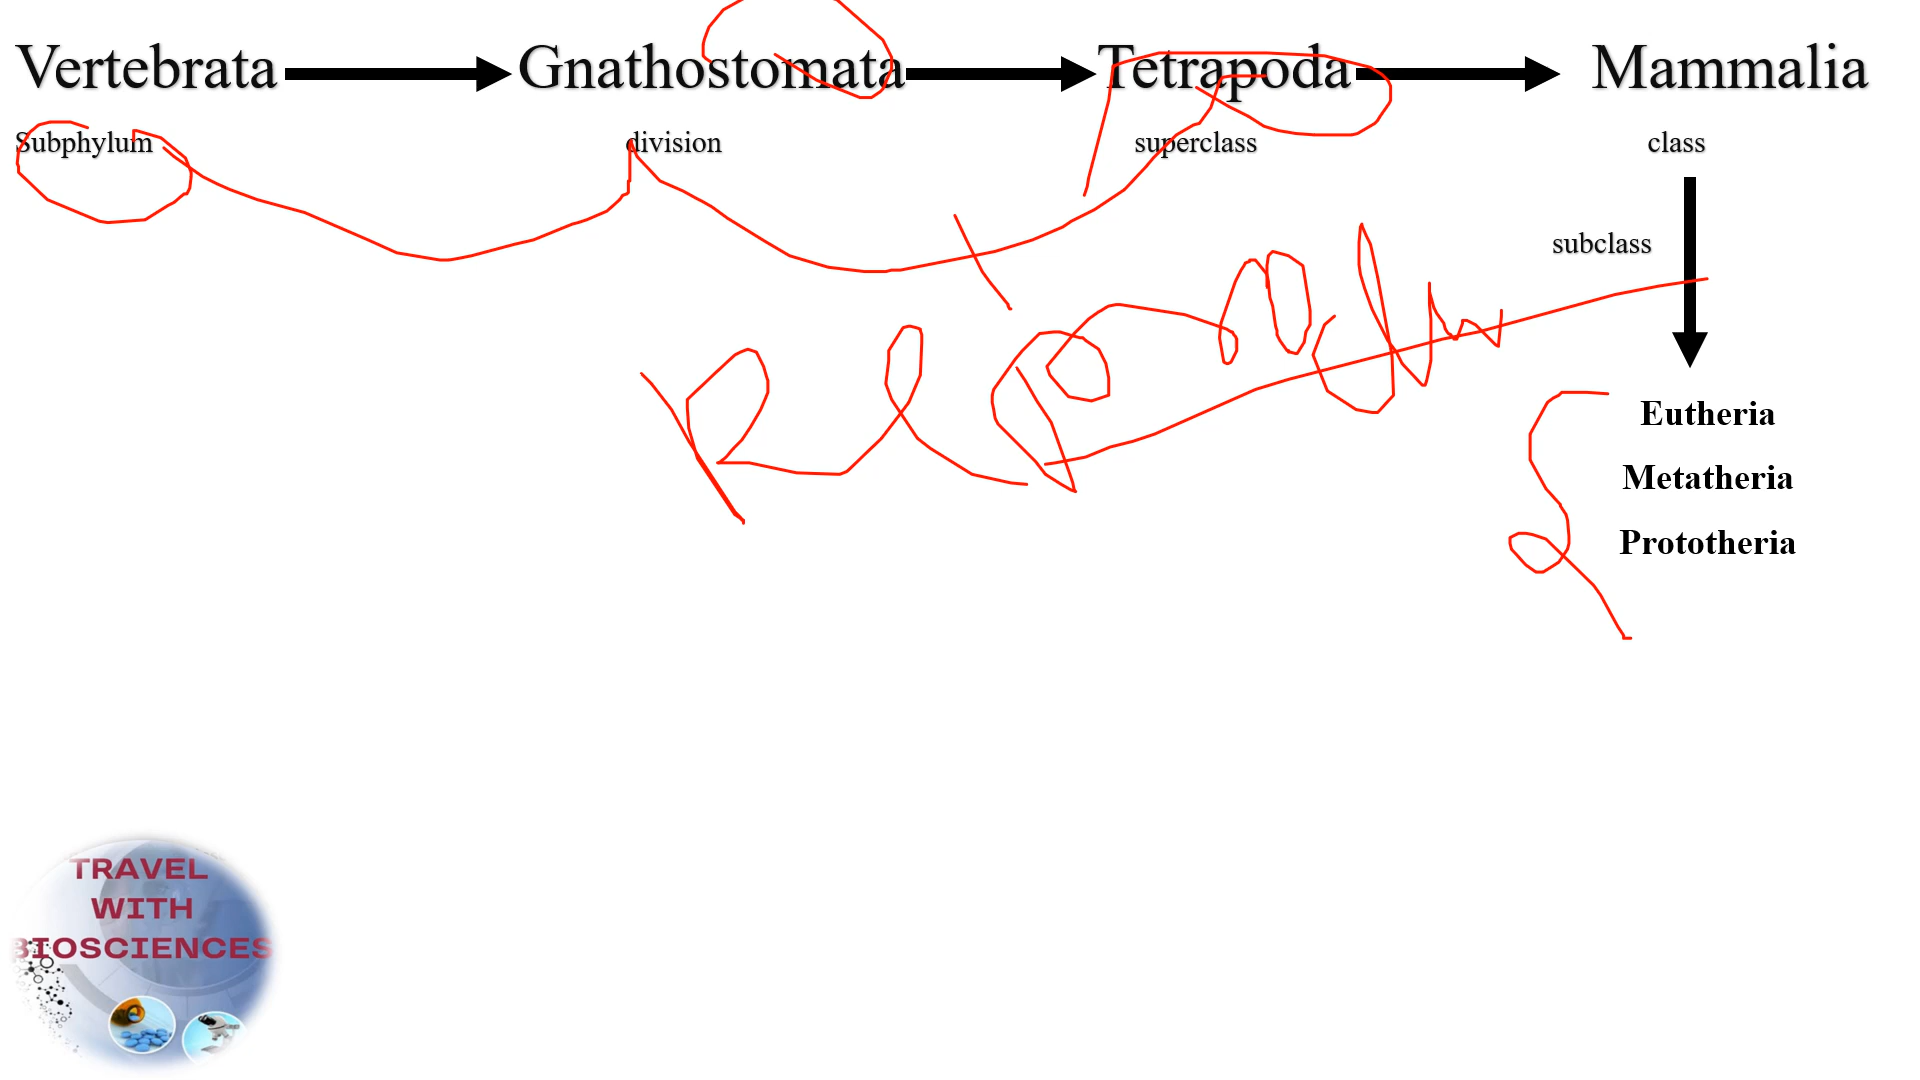 Vertebrata Gnathostomata Tetrapoda Mammalia
Subphylum division superclass class
subclass
Eutheria
Metatheria
Prototheria
TRAVEL
WITH
BIOSCIENCES